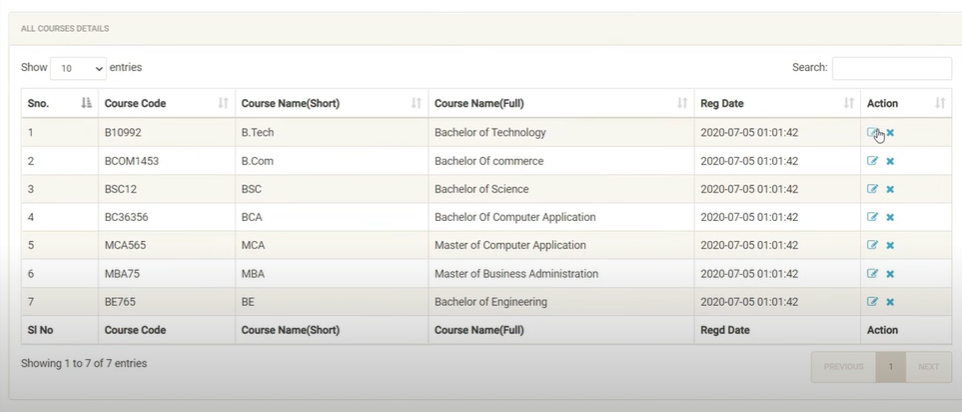 ALL COURSES DETAILS
Show 10 entries Search:
Sno. Course Code Course Name(Short) Course Name(Full) Reg Date Action
1 B10992 B.Tech Bachelor of Technology 2020-07-05 01:01:42
2 BCOM1453 B.Com Bachelor Of commerce 2020-07-05 01:01:42
3 BSC12 BSC Bachelor of Science 2020-07-05 01:01:42
4 BC36356 BCA Bachelor Of Computer Application 2020-07-05 01:01:42
5 MCA565 MCA Master of Computer Application 2020-07-05 01:01:42
6 MBA75 MBA Master of Business Administration 2020-07-05 01:01:42
7 BE765 BE Bachelor of Engineering 2020-07-05 01:01:42
Sl No Course Code Course Name(Short) Course Name(Full) Regd Date Action
Showing 1 to 7 of 7 entries PREVIOUS 1 NEXT